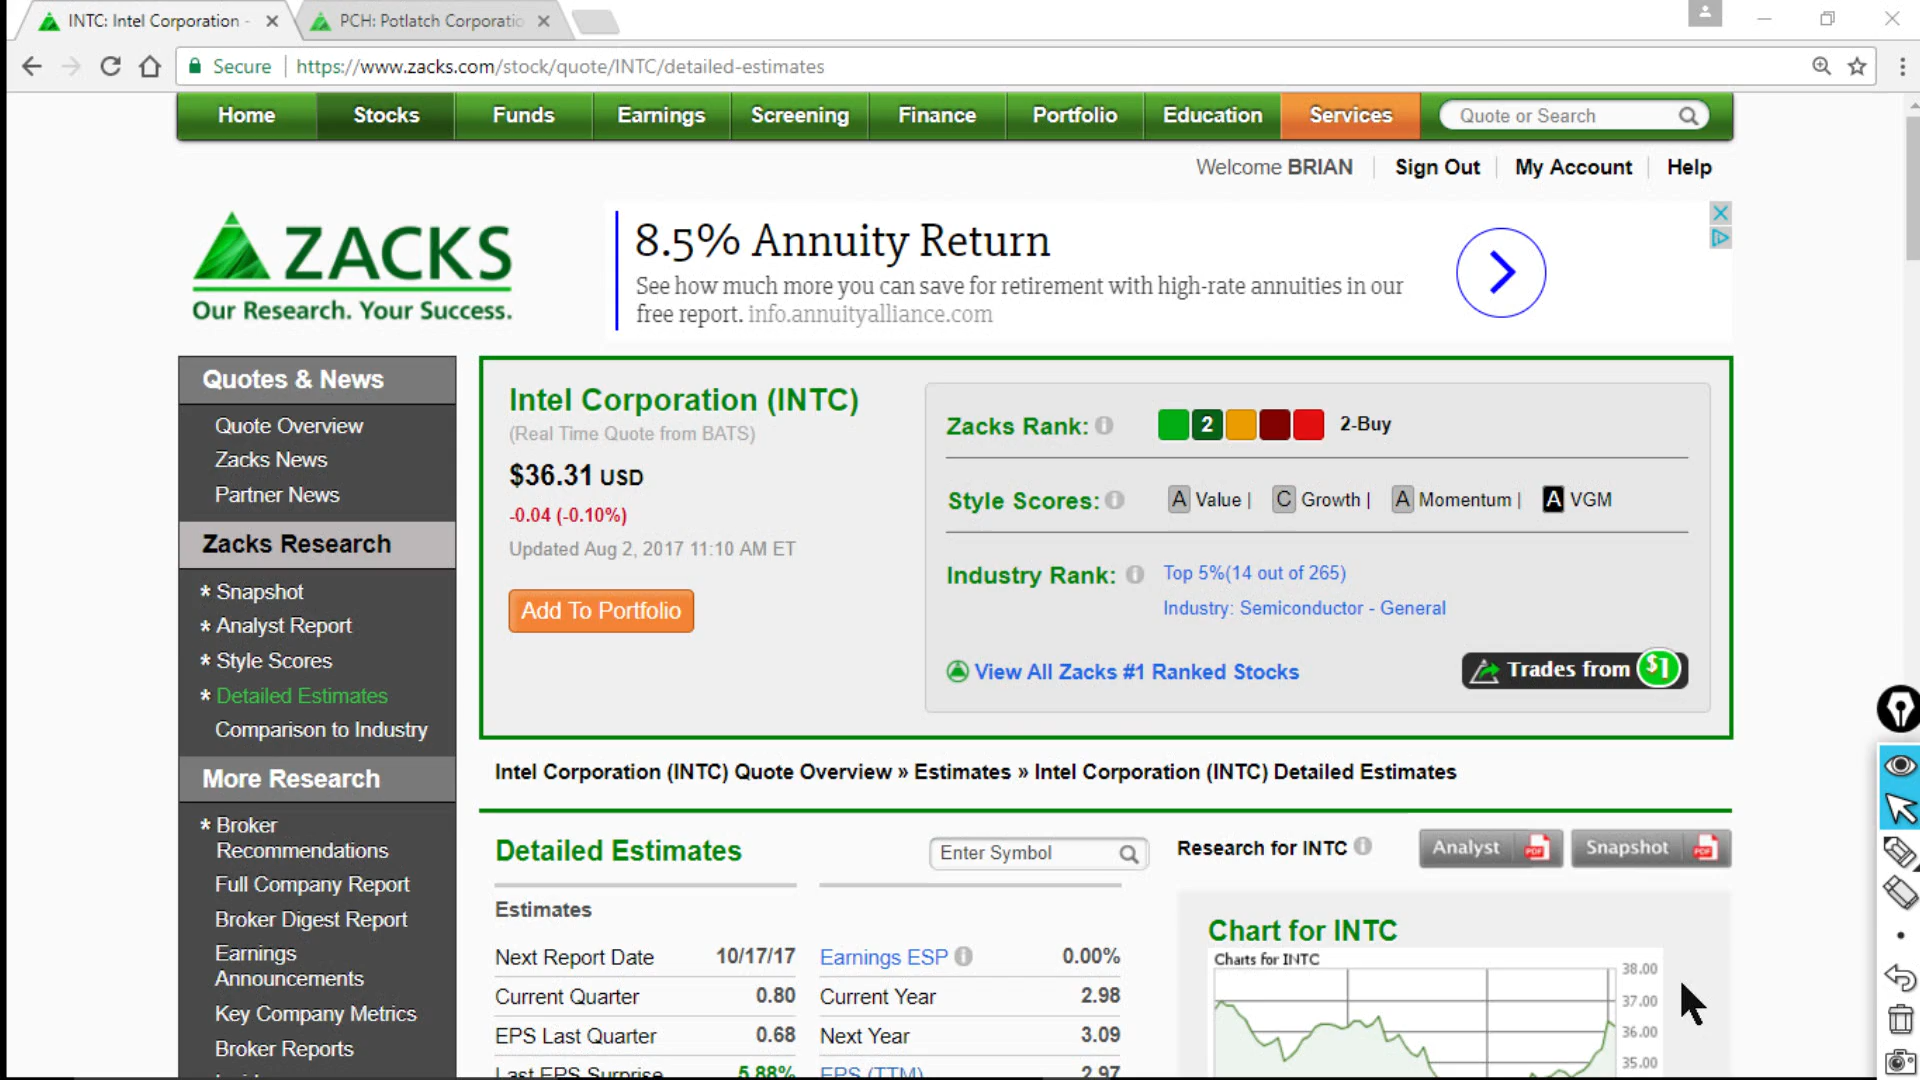 INTC: Intel Corporation -
PCH: Potlatch Corporatio
Secure
https://www.zacks.com/stock/quote/INTC/detailed-estimates
Home Stocks Funds Earnings Screening Finance Portfolio Education Services Quote or Search
Welcome BRIAN Sign Out My Account Help
ZACKS
Our Research. Your Success.
8.5% Annuity Return
See how much more you can save for retirement with high-rate annuities in our
free report. info.annuityalliance.com
Quotes & News
Quote Overview
Zacks News
Partner News
Zacks Research
* Snapshot
* Analyst Report
* Style Scores
* Detailed Estimates
Comparison to Industry
More Research
* Broker
Recommendations
Full Company Report
Broker Digest Report
Earnings
Announcements
Key Company Metrics
Broker Reports
Intel Corporation (INTC)
(Real Time Quote from BATS)
$36.31 USD
-0.04 (-0.10%)
Updated Aug 2, 2017 11:10 AM ET
Add To Portfolio
Zacks Rank: 2 2-Buy
Style Scores: A Value | C Growth | A Momentum | A VGM
Industry Rank: Top 5%(14 out of 265)
Industry: Semiconductor - General
View All Zacks #1 Ranked Stocks
Trades from $1
Intel Corporation (INTC) Quote Overview » Estimates » Intel Corporation (INTC) Detailed Estimates
Detailed Estimates
Enter Symbol
Estimates
Next Report Date 10/17/17
Current Quarter 0.80
EPS Last Quarter 0.68
Last EPS Surprise 5.88%
Earnings ESP 0.00%
Current Year 2.98
Next Year 3.09
EPS (TTM) 2.97
Research for INTC
Analyst PDF
Snapshot PDF
Chart for INTC
Charts for INTC
38.00
37.00
36.00
35.00